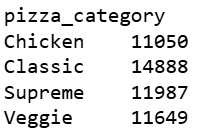 pizza_category
Chicken    11050
Classic    14888
Supreme    11987
Veggie     11649